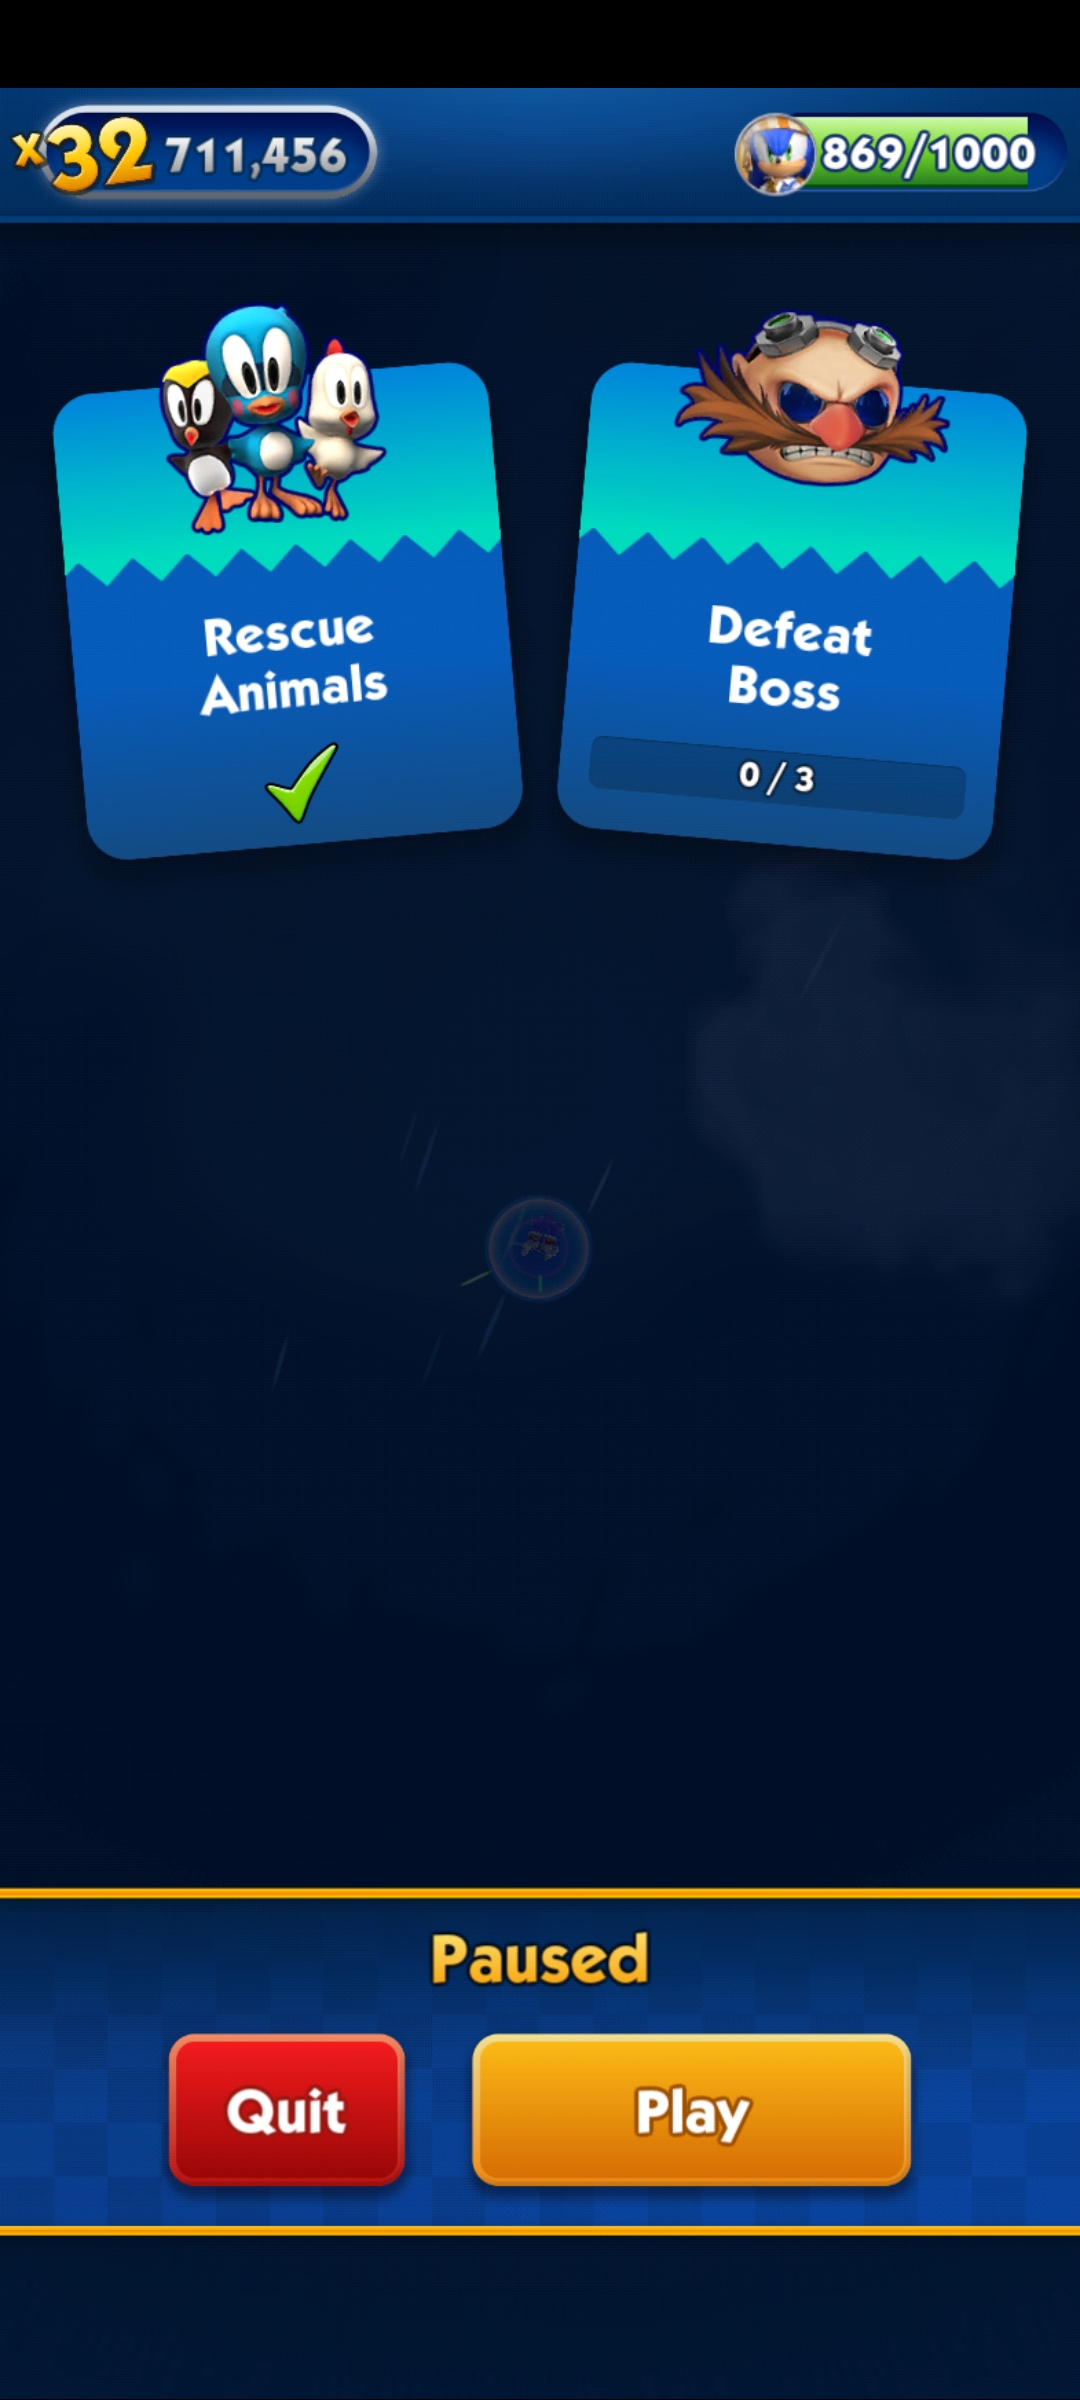 x32 711,456
869/1000
Rescue
Animals
Defeat
Boss
0 / 3
Paused
Quit
Play